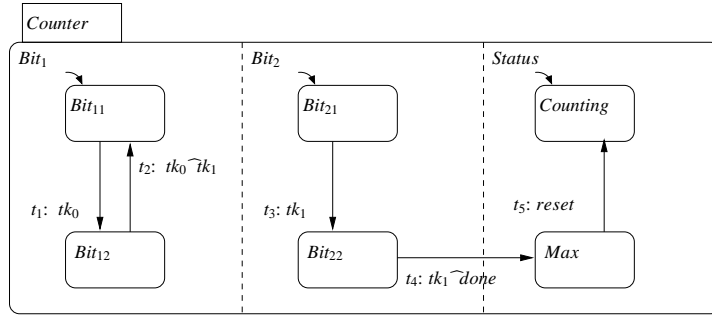 Counter
Bit₁ Bit₂ Status
Bit₁₁ Bit₂₁ Counting
t₂: tk₀⁀tk₁
t₁: tk₀ t₃: tk₁ t₅: reset
Bit₁₂ Bit₂₂ Max
t₄: tk₁⁀done